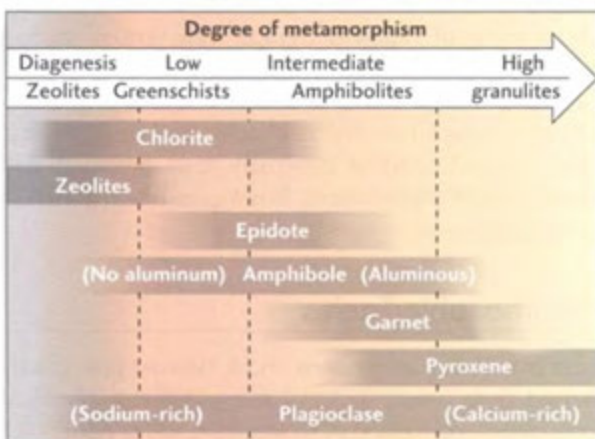 Degree of metamorphism
Diagenesis Low Intermediate High
Zeolites Greenschists Amphibolites granulites
Chlorite
Zeolites
Epidote
(No aluminum) Amphibole (Aluminous)
Garnet
Pyroxene
(Sodium-rich) Plagioclase (Calcium-rich)